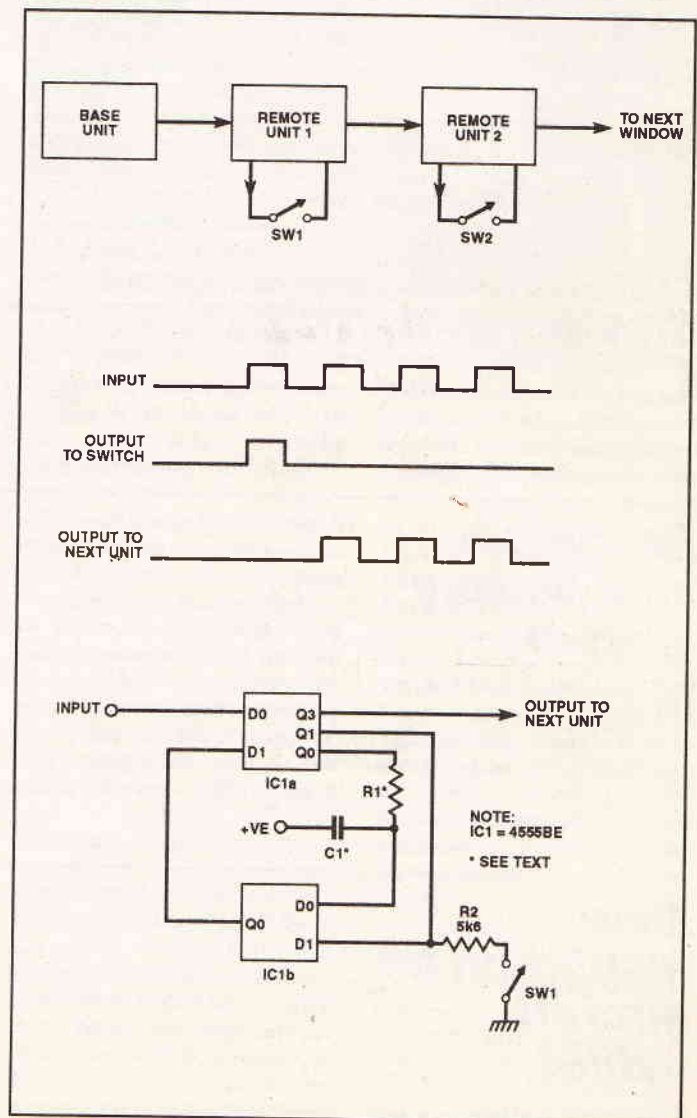 BASE
UNIT
REMOTE
UNIT 1
REMOTE
UNIT 2
TO NEXT
WINDOW
SW1
SW2
INPUT
OUTPUT
TO SWITCH
OUTPUT TO
NEXT UNIT
INPUT
D0
Q3
Q1
D1
Q0
OUTPUT TO
NEXT UNIT
IC1a
R1*
NOTE:
IC1 = 4555BE
+VE
C1*
* SEE TEXT
D0
Q0
D1
R2
5k6
IC1b
SW1